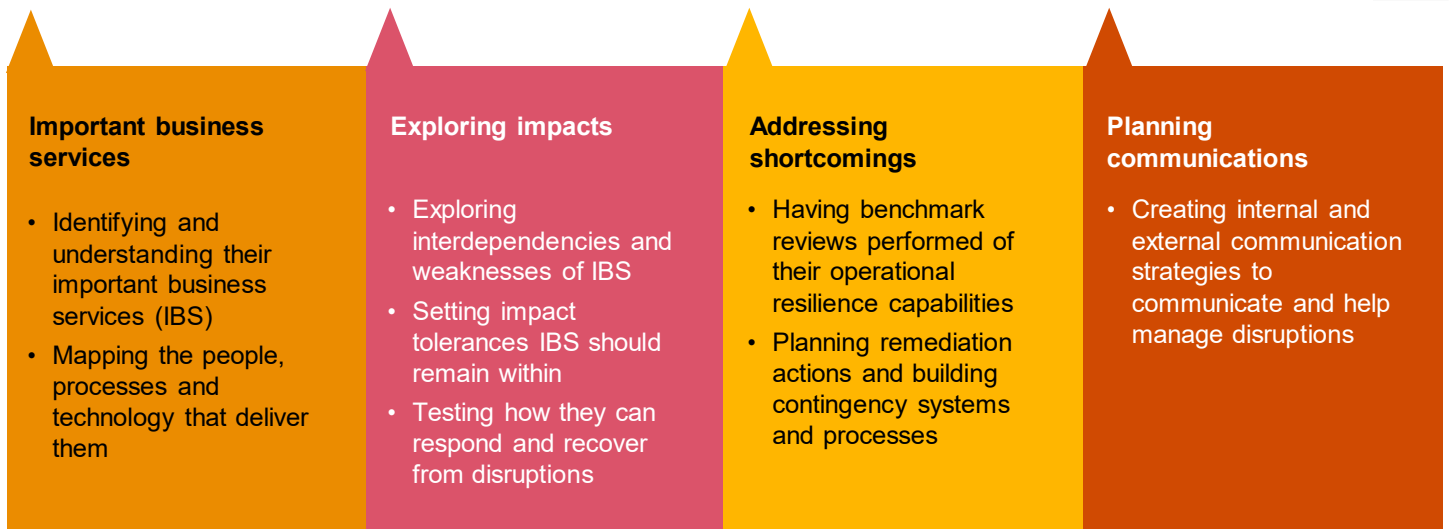 Important business
services
• Identifying and
understanding their
important business
services (IBS)
• Mapping the people,
processes and
technology that deliver
them
Exploring impacts
• Exploring
interdependencies and
weaknesses of IBS
• Setting impact
tolerances IBS should
remain within
• Testing how they can
respond and recover
from disruptions
Addressing
shortcomings
• Having benchmark
reviews performed of
their operational
resilience capabilities
• Planning remediation
actions and building
contingency systems
and processes
Planning
communications
• Creating internal and
external communication
strategies to
communicate and help
manage disruptions